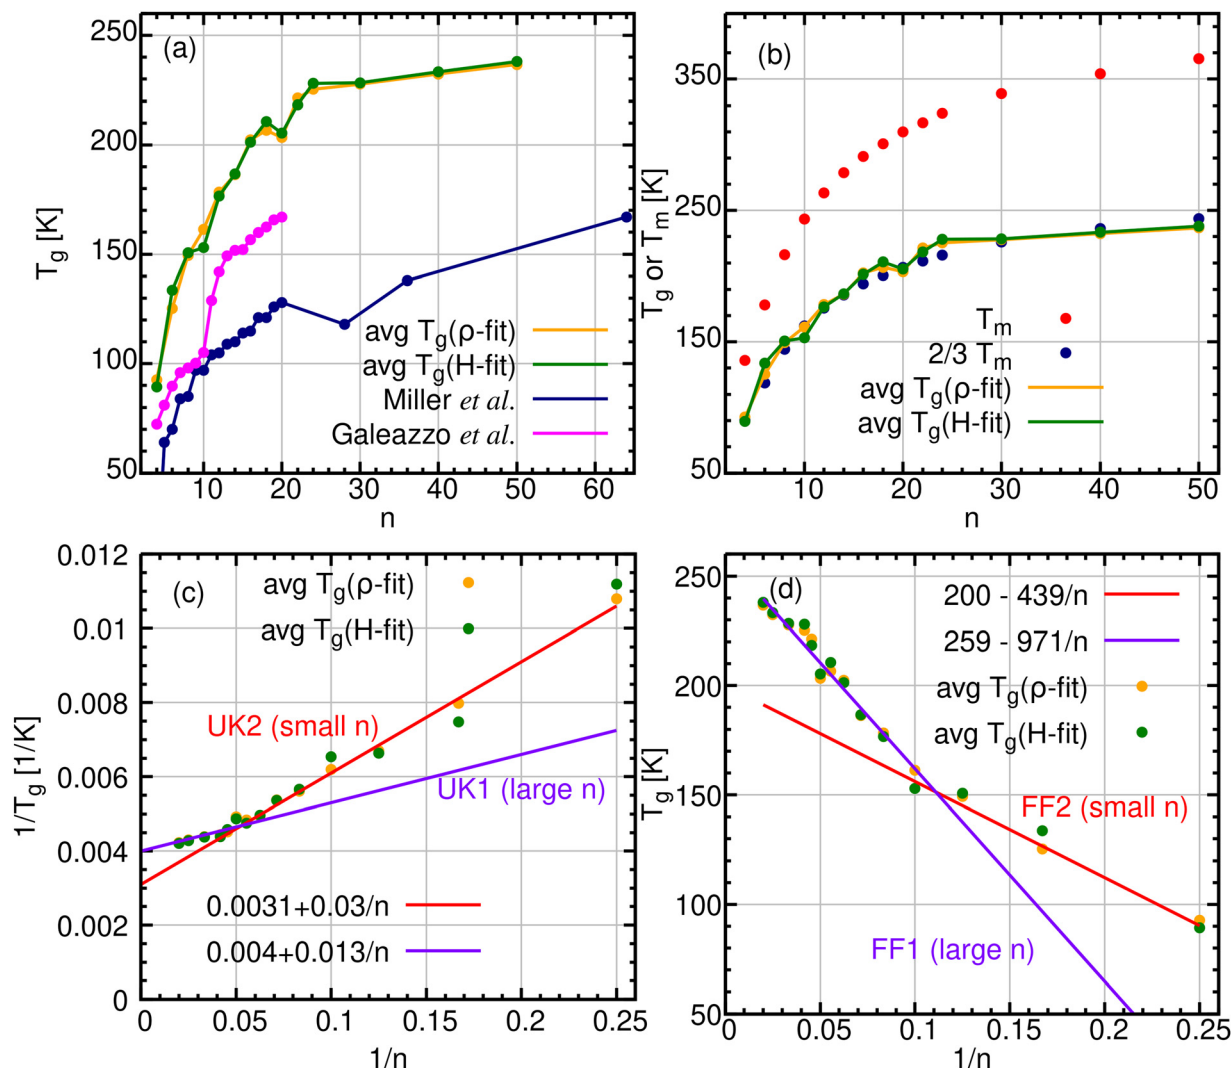 (a)
250
200
150
100
50
T_g [K]
avg T_g(ρ-fit)
avg T_g(H-fit)
Miller et al.
Galeazzo et al.
10 20 30 40 50 60
n
(b)
350
250
150
50
T_g or T_m [K]
T_m
2/3 T_m
avg T_g(ρ-fit)
avg T_g(H-fit)
10 20 30 40 50
n
(c)
0.012
0.01
0.008
0.006
0.004
0.002
0
1/T_g [1/K]
avg T_g(ρ-fit)
avg T_g(H-fit)
UK2 (small n)
UK1 (large n)
0.0031+0.03/n
0.004+0.013/n
0 0.05 0.1 0.15 0.2 0.25
1/n
(d)
250
200
150
100
50
T_g [K]
200 - 439/n
259 - 971/n
avg T_g(ρ-fit)
avg T_g(H-fit)
FF2 (small n)
FF1 (large n)
0 0.05 0.1 0.15 0.2 0.25
1/n